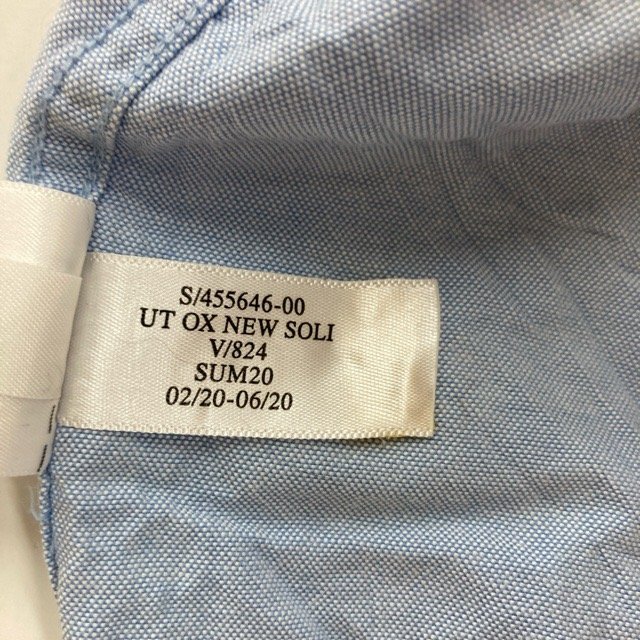 S/455646-00
UT OX NEW SOLI
V/824
SUM20
02/20-06/20